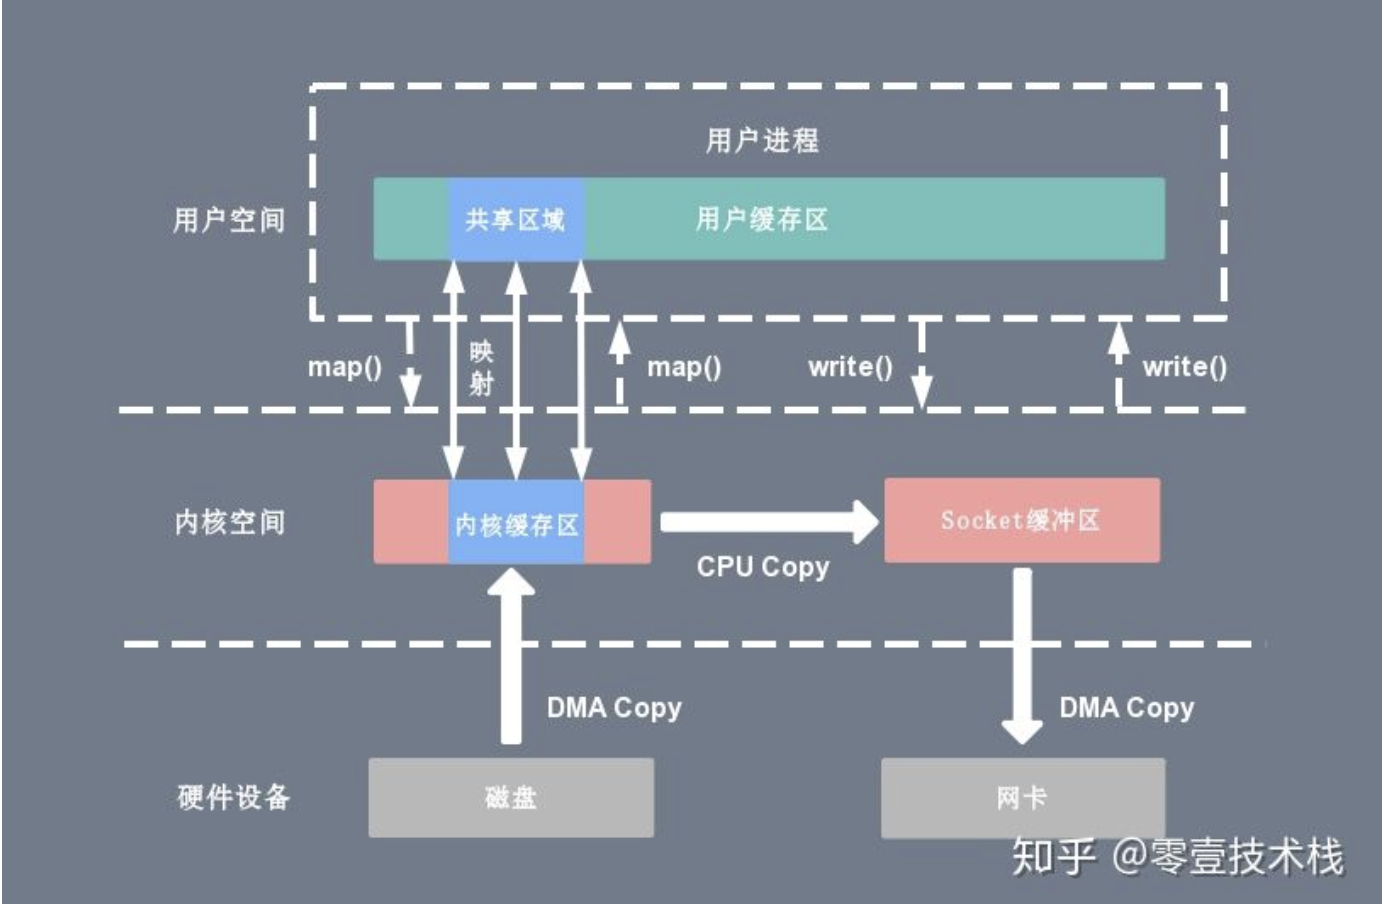 用户进程
用户空间
共享区域
用户缓存区
map()
映射
map()
write()
write()
内核空间
内核缓存区
CPU Copy
Socket缓冲区
DMA Copy
DMA Copy
硬件设备
磁盘
网卡
知乎 @零壹技术栈